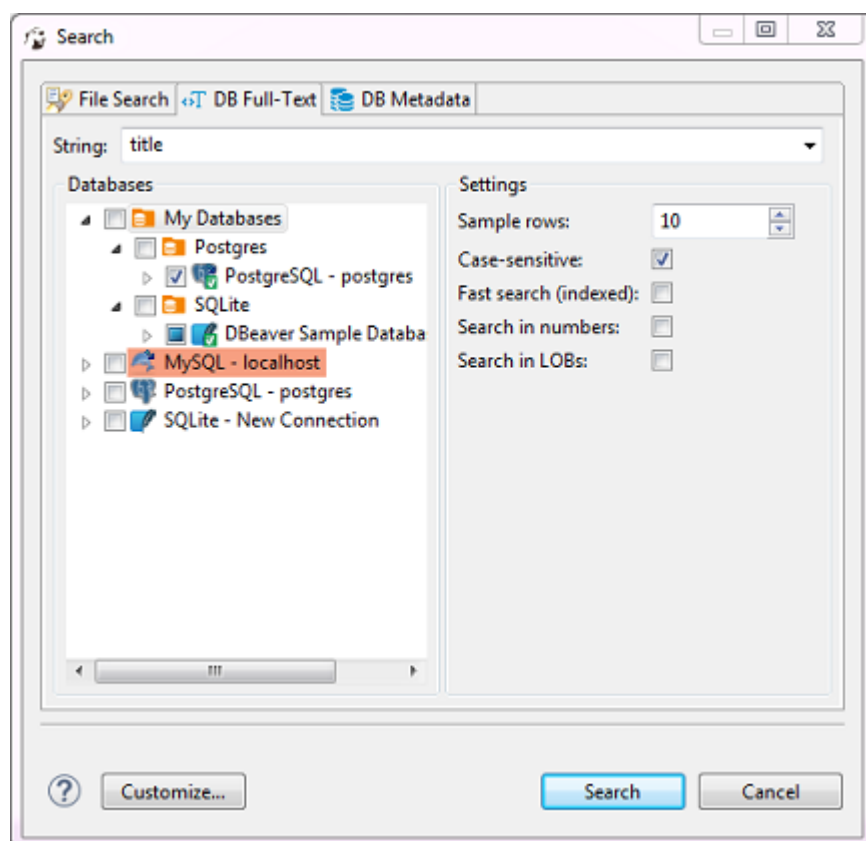 Search
File Search DB Full-Text DB Metadata
String: title
Databases
My Databases
Postgres
PostgreSQL - postgres
SQLite
DBeaver Sample Databa
MySQL - localhost
PostgreSQL - postgres
SQLite - New Connection
Settings
Sample rows: 10
Case-sensitive:
Fast search (indexed):
Search in numbers:
Search in LOBs:
? Customize... Search Cancel